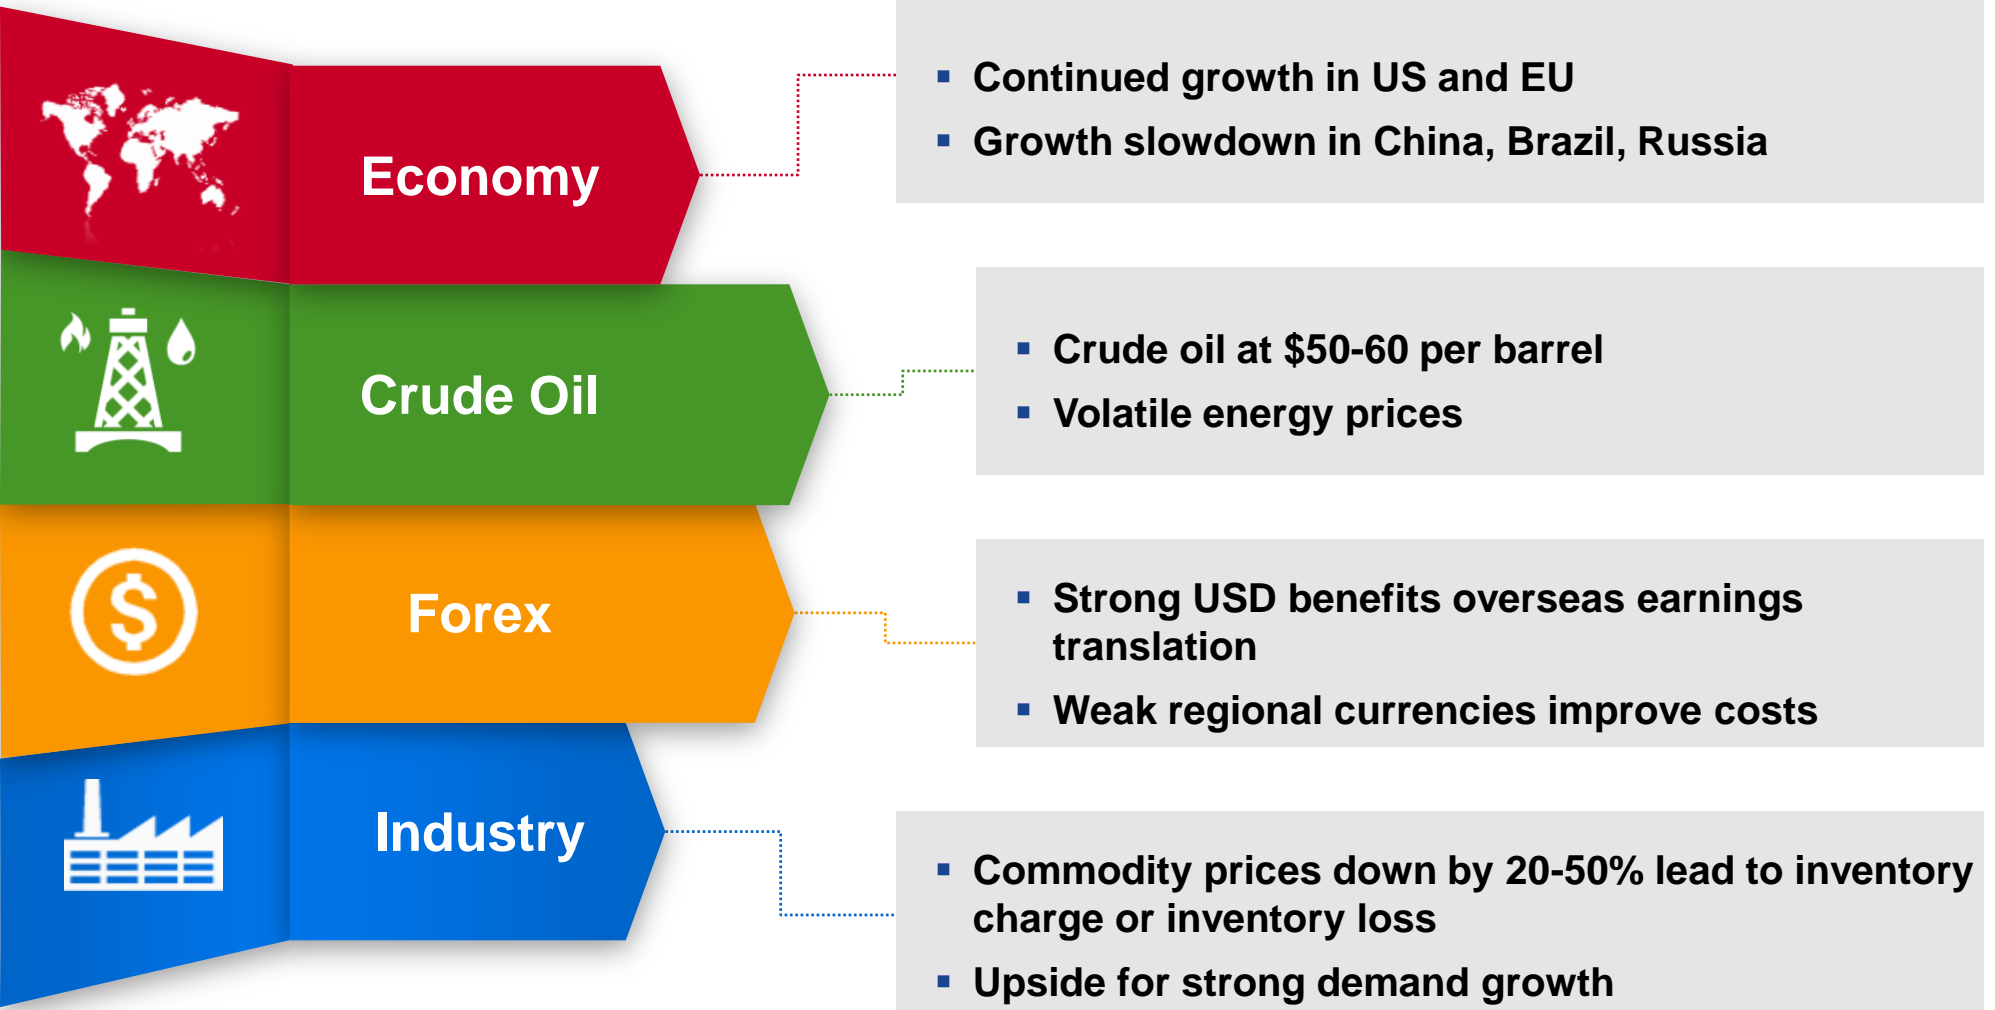 Economy
▪ Continued growth in US and EU
▪ Growth slowdown in China, Brazil, Russia
Crude Oil
▪ Crude oil at $50-60 per barrel
▪ Volatile energy prices
Forex
▪ Strong USD benefits overseas earnings
translation
▪ Weak regional currencies improve costs
Industry
▪ Commodity prices down by 20-50% lead to inventory
charge or inventory loss
▪ Upside for strong demand growth